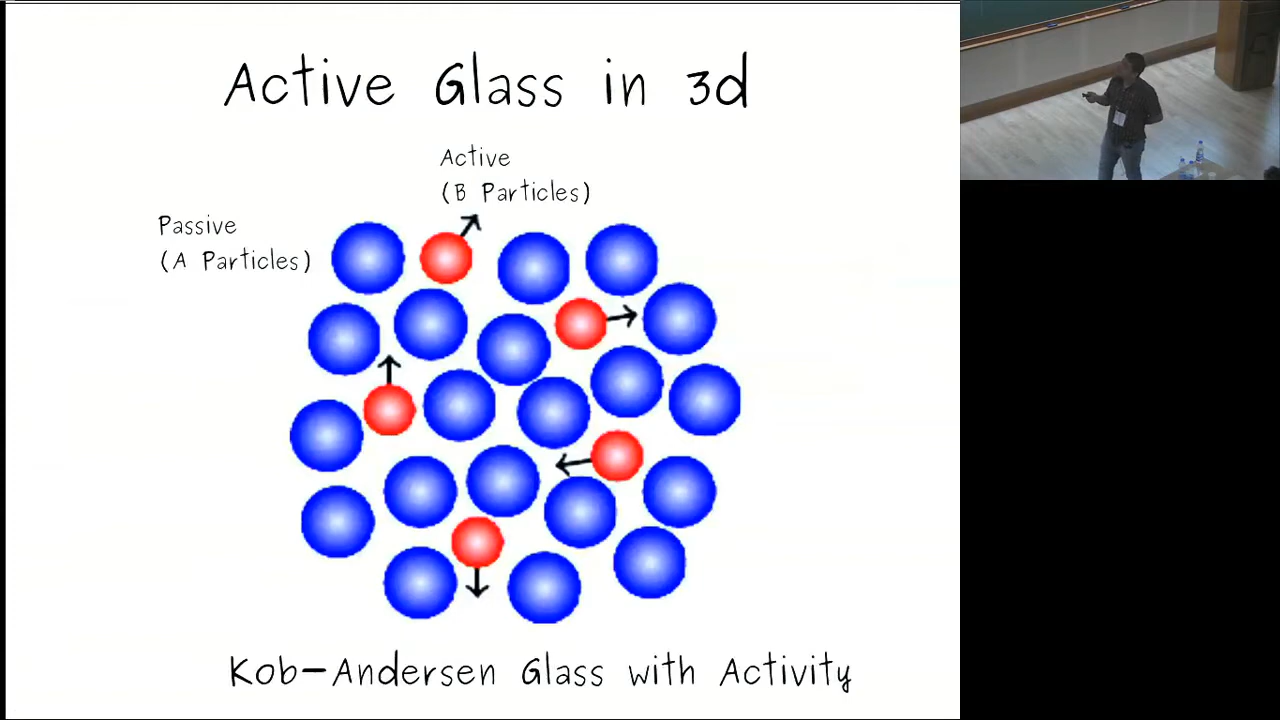 Active Glass in 3d
Active
(B Particles)
Passive
(A Particles)
Kob-Andersen Glass with Activity